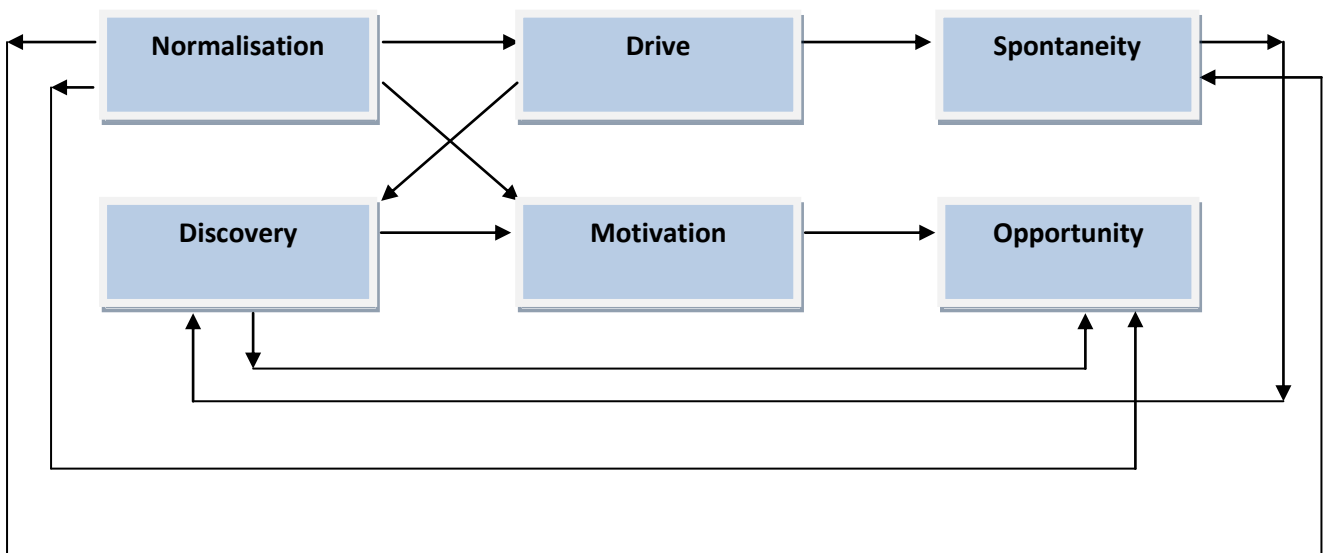 Normalisation
Drive
Spontaneity
Discovery
Motivation
Opportunity